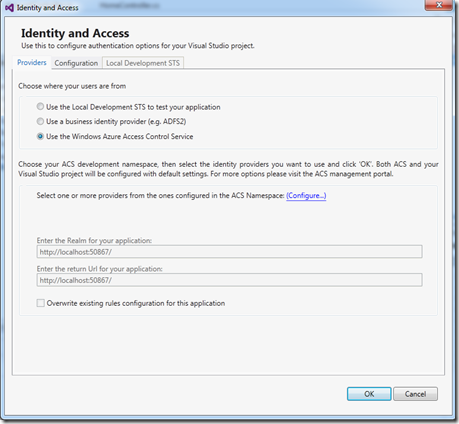 HomeController.cs
Identity and Access
Identity and Access
Use this to configure authentication options for your Visual Studio project.
Providers Configuration Local Development STS
Choose where your users are from
Use the Local Development STS to test your application
Use a business identity provider (e.g. ADFS2)
Use the Windows Azure Access Control Service
Choose your ACS development namespace, then select the identity providers you want to use and click 'OK'. Both ACS and your
Visual Studio project will be configured with default settings. For more options please visit the ACS management portal.
Select one or more providers from the ones configured in the ACS Namespace: (Configure...)
Enter the Realm for your application:
http://localhost:50867/
Enter the return Url for your application:
http://localhost:50867/
Overwrite existing rules configuration for this application
OK Cancel